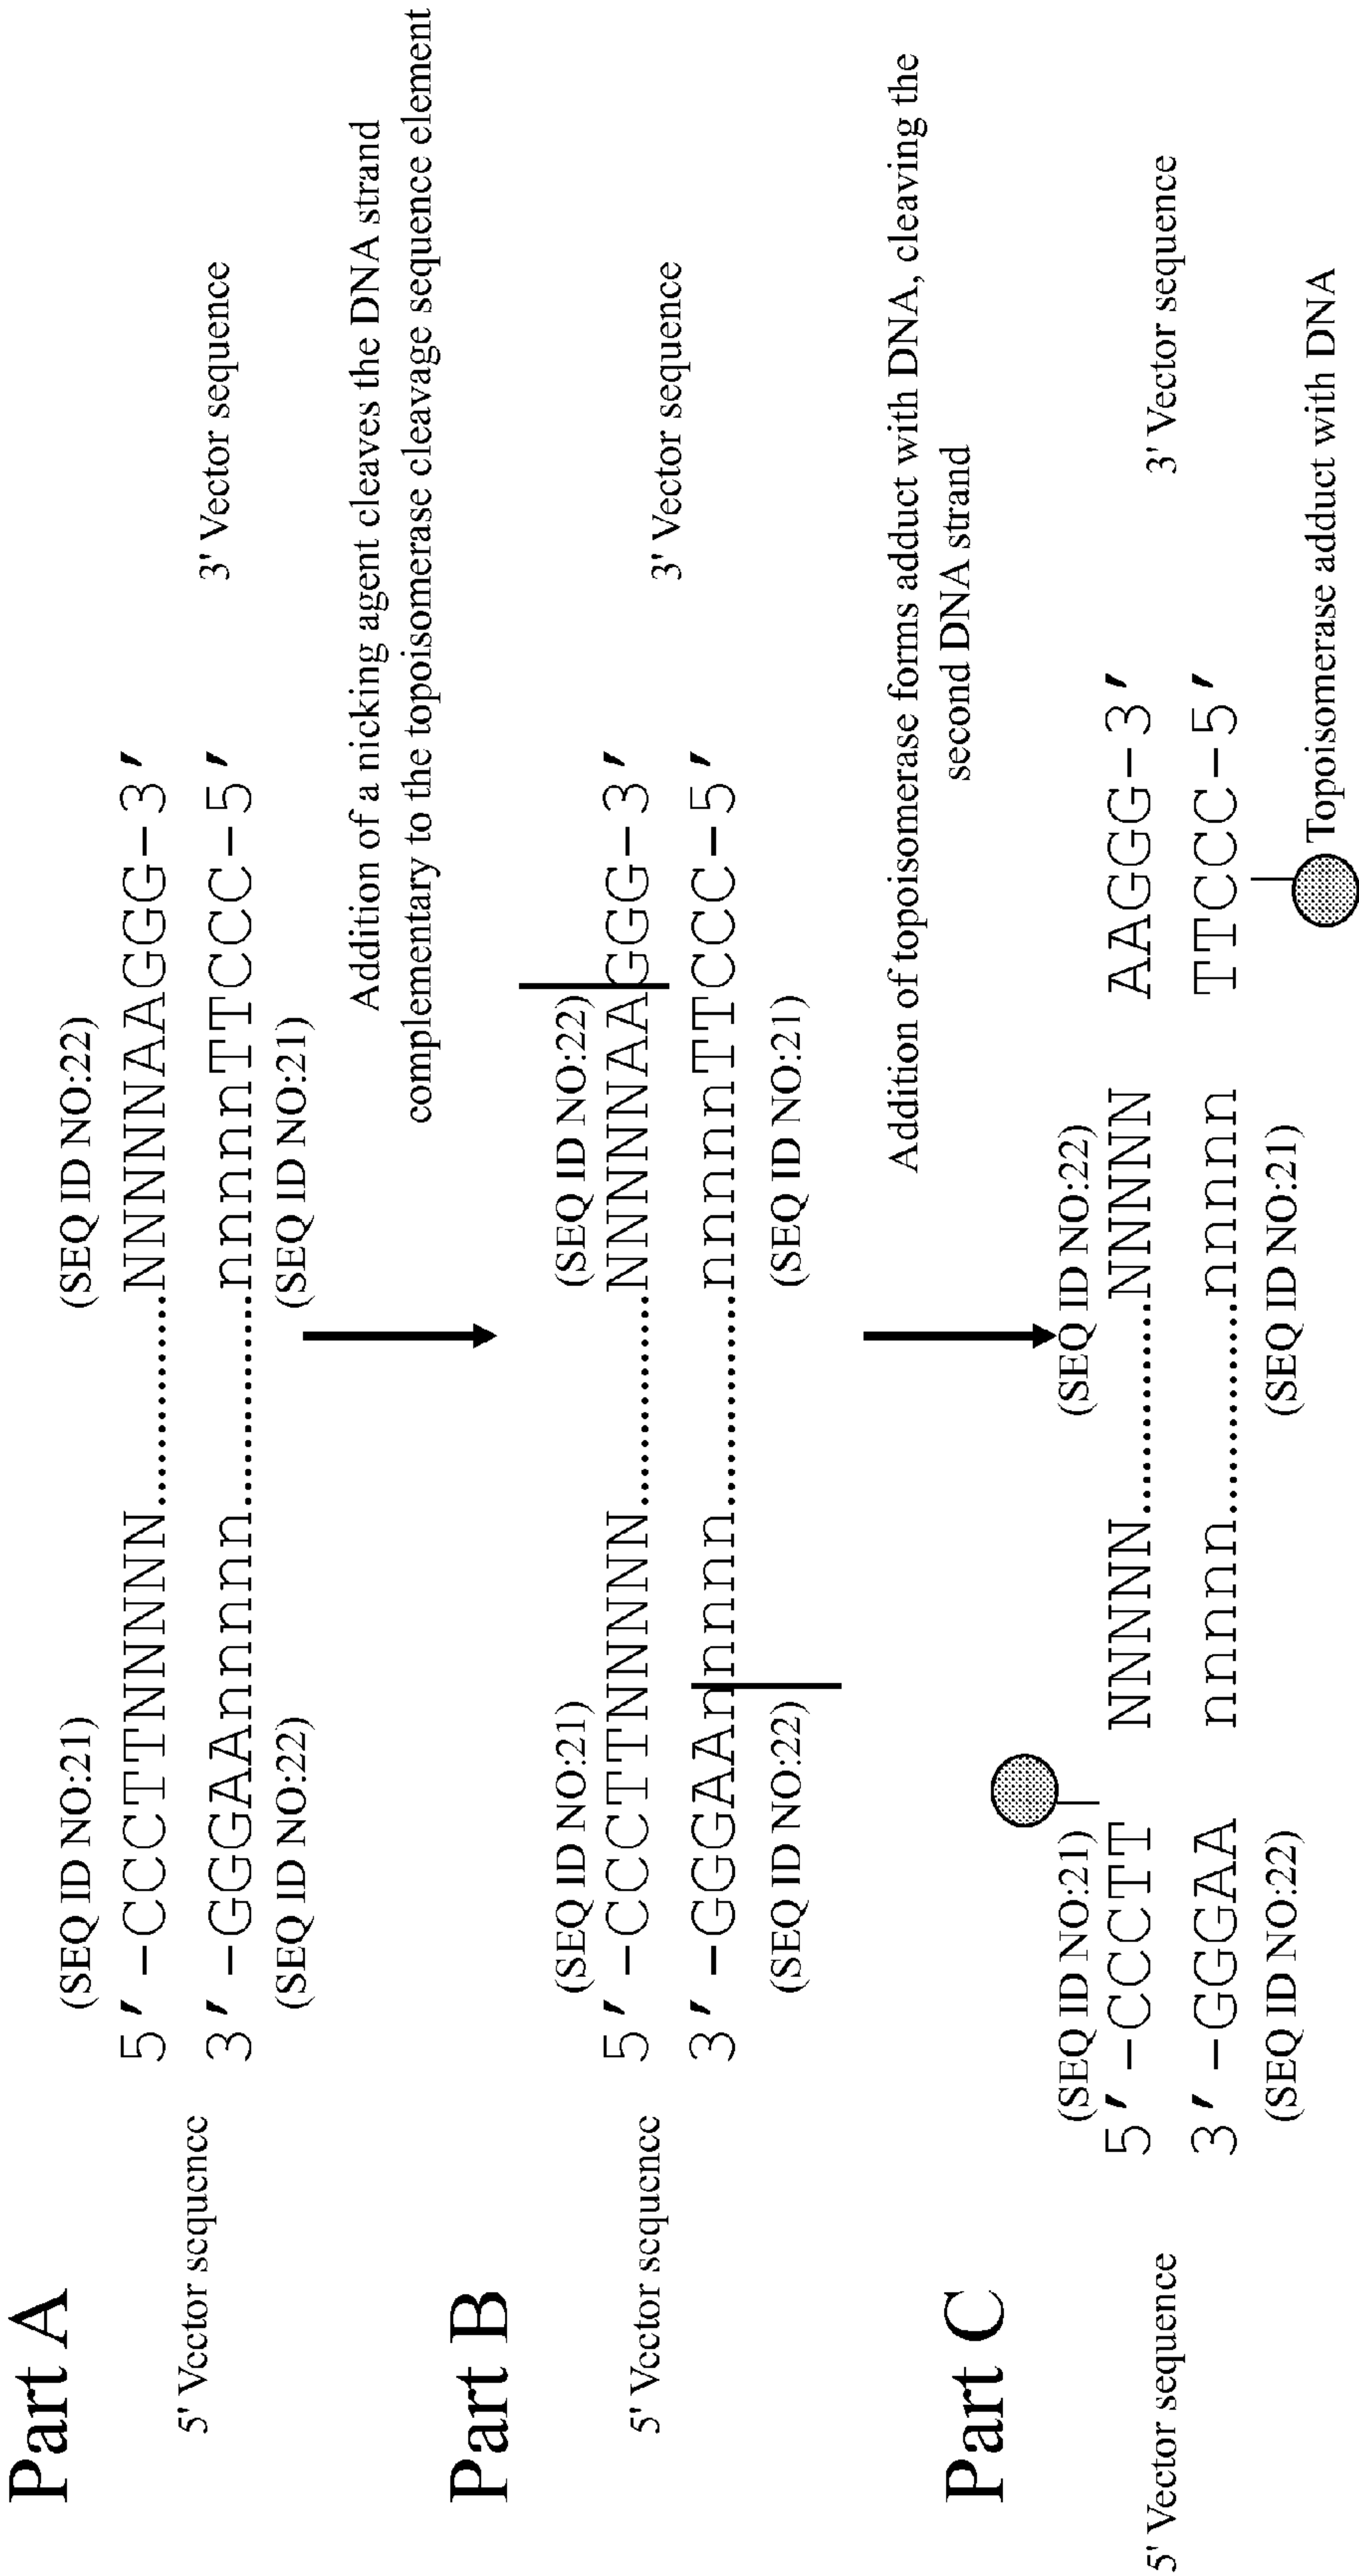 Part A
(SEQ ID NO:21) (SEQ ID NO:22)
5'-CCCTTNNNNN..............NNNNNAAGGG-3'
5' Vector sequence 3' Vector sequence
3'-GGGAAnnnnn..............nnnnnTTCCC-5'
(SEQ ID NO:22) (SEQ ID NO:21)
Addition of a nicking agent cleaves the DNA strand
complementary to the topoisomerase cleavage sequence element
Part B
(SEQ ID NO:21) (SEQ ID NO:22)
5'-CCCTTNNNNN..............NNNNNAAGGG-3'
5' Vector sequence 3' Vector sequence
3'-GGGAAnnnnn..............nnnnnTTCCC-5'
(SEQ ID NO:22) (SEQ ID NO:21)
Addition of topoisomerase forms adduct with DNA, cleaving the
second DNA strand
Part C
(SEQ ID NO:21) (SEQ ID NO:22)
5'-CCCTT NNNNN..............NNNNN AAGGG-3'
5' Vector sequence 3' Vector sequence
3'-GGGAA nnnnn..............nnnnn TTCCC-5'
(SEQ ID NO:22) (SEQ ID NO:21)
Topoisomerase adduct with DNA